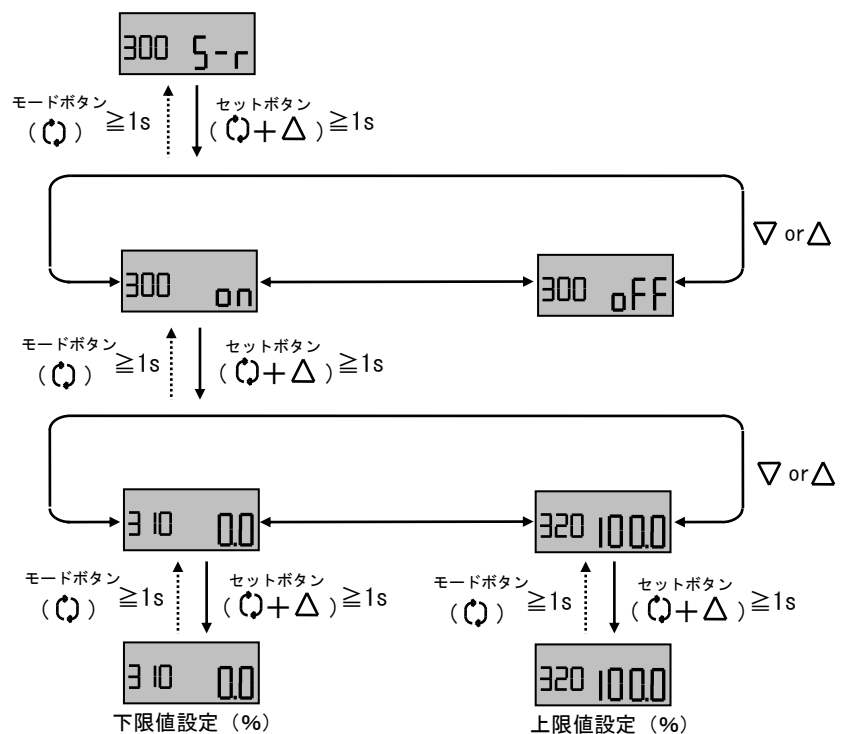 300 S-r
モードボタン
( ) ≧1s
セットボタン
( + △ ) ≧1s
▽ or △
300 on
300 oFF
モードボタン
( ) ≧1s
セットボタン
( + △ ) ≧1s
▽ or △
310 0.0
320 100.0
モードボタン
( ) ≧1s
セットボタン
( + △ ) ≧1s
モードボタン
( ) ≧1s
セットボタン
( + △ ) ≧1s
310 0.0
320 100.0
下限値設定（%）
上限値設定（%）